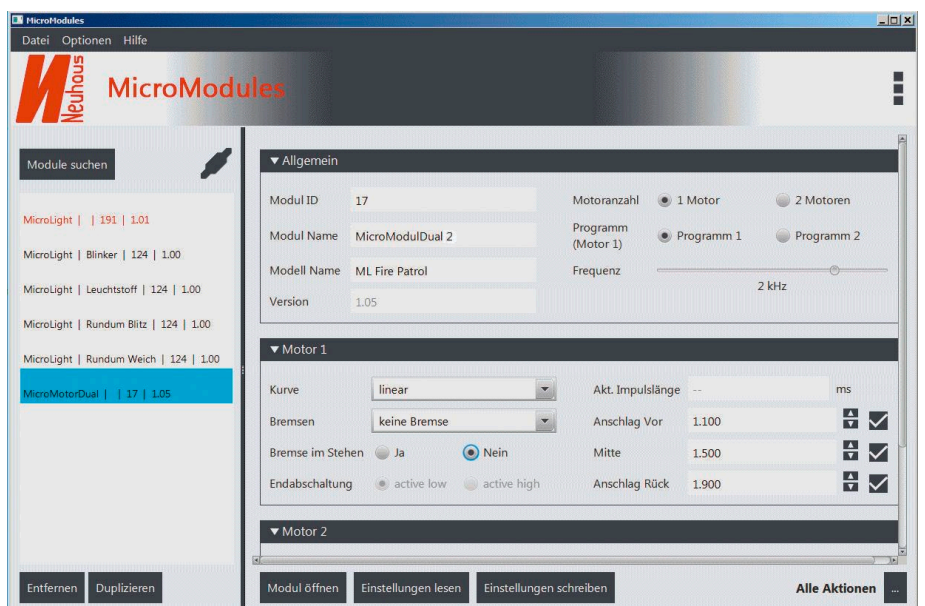 MicroModules
Datei Optionen Hilfe
Neuhaus
MicroModules
Module suchen
MicroLight | | 191 | 1.01
MicroLight | Blinker | 124 | 1.00
MicroLight | Leuchtstoff | 124 | 1.00
MicroLight | Rundum Blitz | 124 | 1.00
MicroLight | Rundum Weich | 124 | 1.00
MicroMotorDual | | 17 | 1.05
Entfernen Duplizieren
Allgemein
Modul ID 17 Motoranzahl 1 Motor 2 Motoren
Modul Name MicroModulDual 2 Programm (Motor 1) Programm 1 Programm 2
Modell Name ML Fire Patrol Frequenz
2 kHz
Version 1.05
Motor 1
Kurve linear Akt. Impulslänge -- ms
Bremsen keine Bremse Anschlag Vor 1.100
Bremse im Stehen Ja Nein Mitte 1.500
Endabschaltung active low active high Anschlag Rück 1.900
Motor 2
Modul öffnen Einstellungen lesen Einstellungen schreiben Alle Aktionen ...